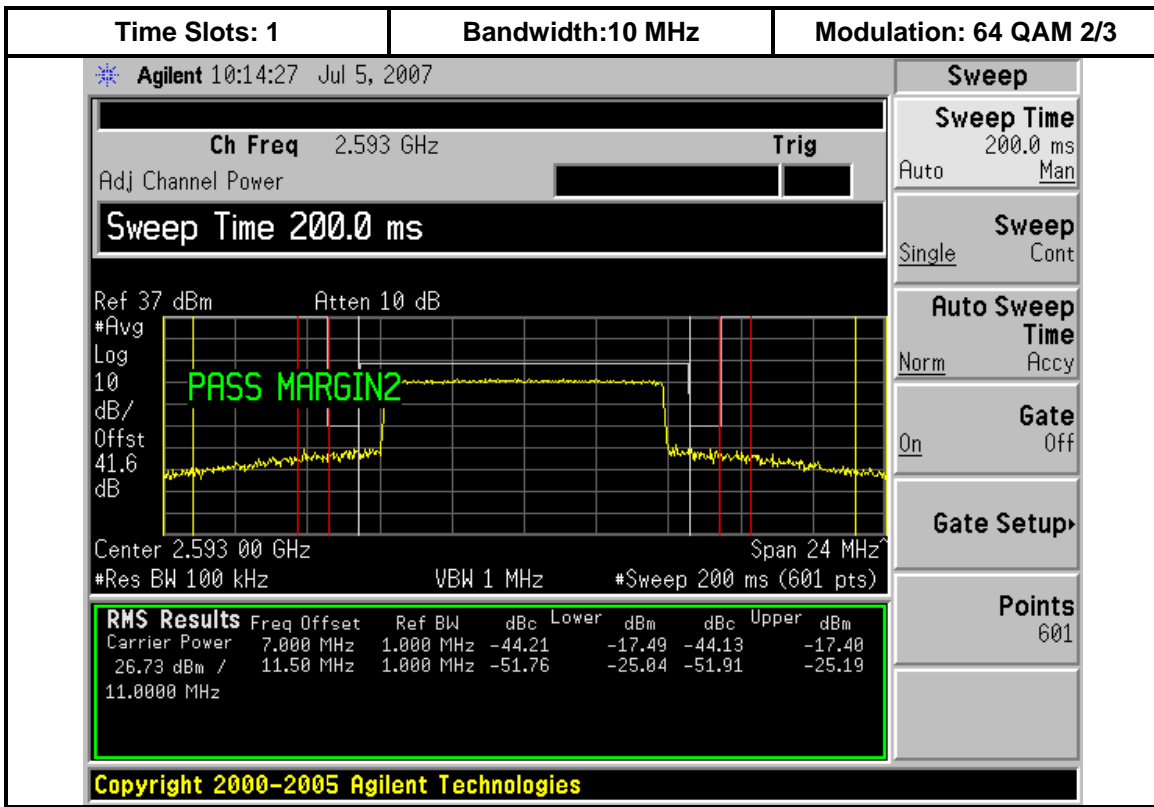 Time Slots: 1 Bandwidth:10 MHz Modulation: 64 QAM 2/3
Agilent 10:14:27 Jul 5, 2007
Sweep
Ch Freq 2.593 GHz Trig
Adj Channel Power
Sweep Time 200.0 ms
Ref 37 dBm Atten 10 dB
#Avg
Log
10
dB/
Offst
41.6
dB
PASS MARGIN2
Center 2.593 00 GHz Span 24 MHz^
#Res BW 100 kHz VBW 1 MHz #Sweep 200 ms (601 pts)
RMS Results Freq Offset Ref BW dBc Lower dBm dBc Upper dBm
Carrier Power 7.000 MHz 1.000 MHz -44.21 -17.49 -44.13 -17.40
26.73 dBm / 11.50 MHz 1.000 MHz -51.76 -25.04 -51.91 -25.19
11.0000 MHz
Sweep Time
200.0 ms
Auto Man
Sweep
Single Cont
Auto Sweep
Time
Norm Accy
Gate
On Off
Gate Setup▸
Points
601
Copyright 2000-2005 Agilent Technologies